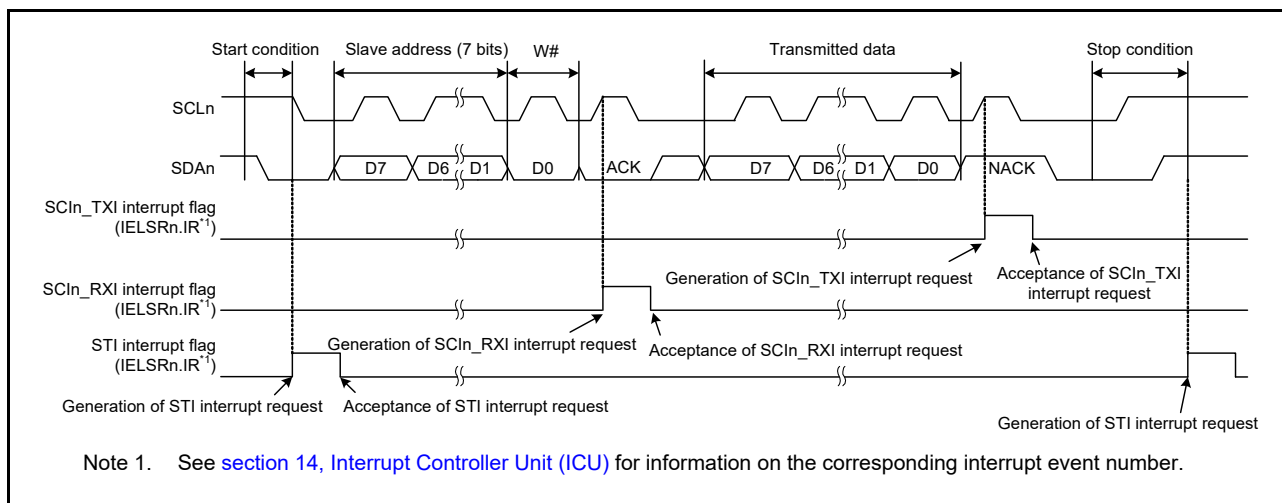 Start condition Slave address (7 bits) W# Transmitted data Stop condition
SCLn
SDAn D7 D6 D1 D0 ACK D7 D6 D1 D0 NACK
SCIn_TXI interrupt flag
(IELSRn.IR*1)
Generation of SCIn_TXI interrupt request
Acceptance of SCIn_TXI
interrupt request
SCIn_RXI interrupt flag
(IELSRn.IR*1)
Generation of SCIn_RXI interrupt request
Acceptance of SCIn_RXI interrupt request
STI interrupt flag
(IELSRn.IR*1)
Generation of STI interrupt request
Acceptance of STI interrupt request
Generation of STI interrupt request
Note 1. See section 14, Interrupt Controller Unit (ICU) for information on the corresponding interrupt event number.